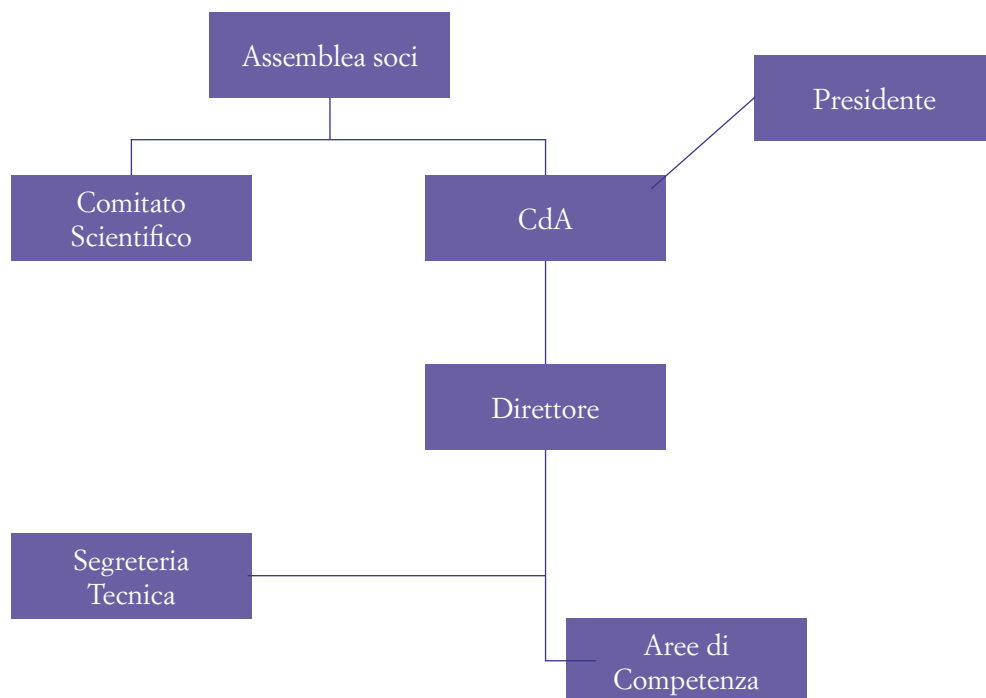 Assemblea soci
Presidente
Comitato
Scientifico
CdA
Direttore
Segreteria
Tecnica
Aree di
Competenza